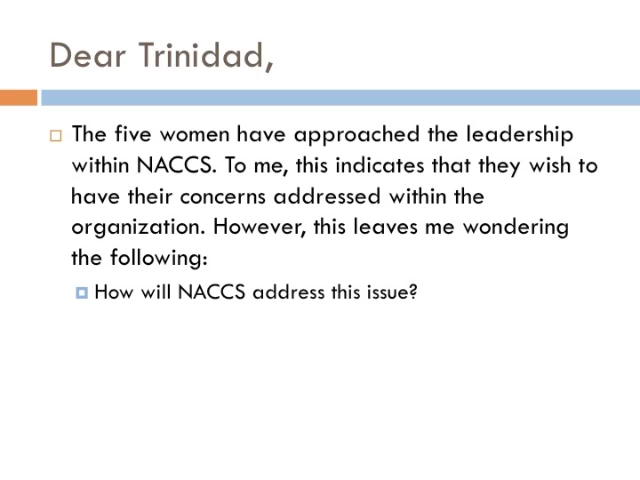 Dear Trinidad,
The five women have approached the leadership
within NACCS. To me, this indicates that they wish to
have their concerns addressed within the
organization. However, this leaves me wondering
the following:
How will NACCS address this issue?